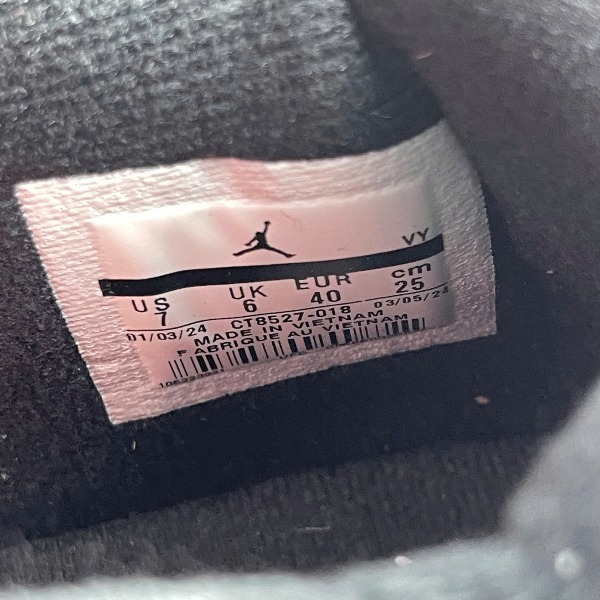 VY
US UK EUR cm
7 6 40 25
01/03/24 CT8527-018 03/05/24
MADE IN VIETNAM
FABRIQUE AU VIETNAM